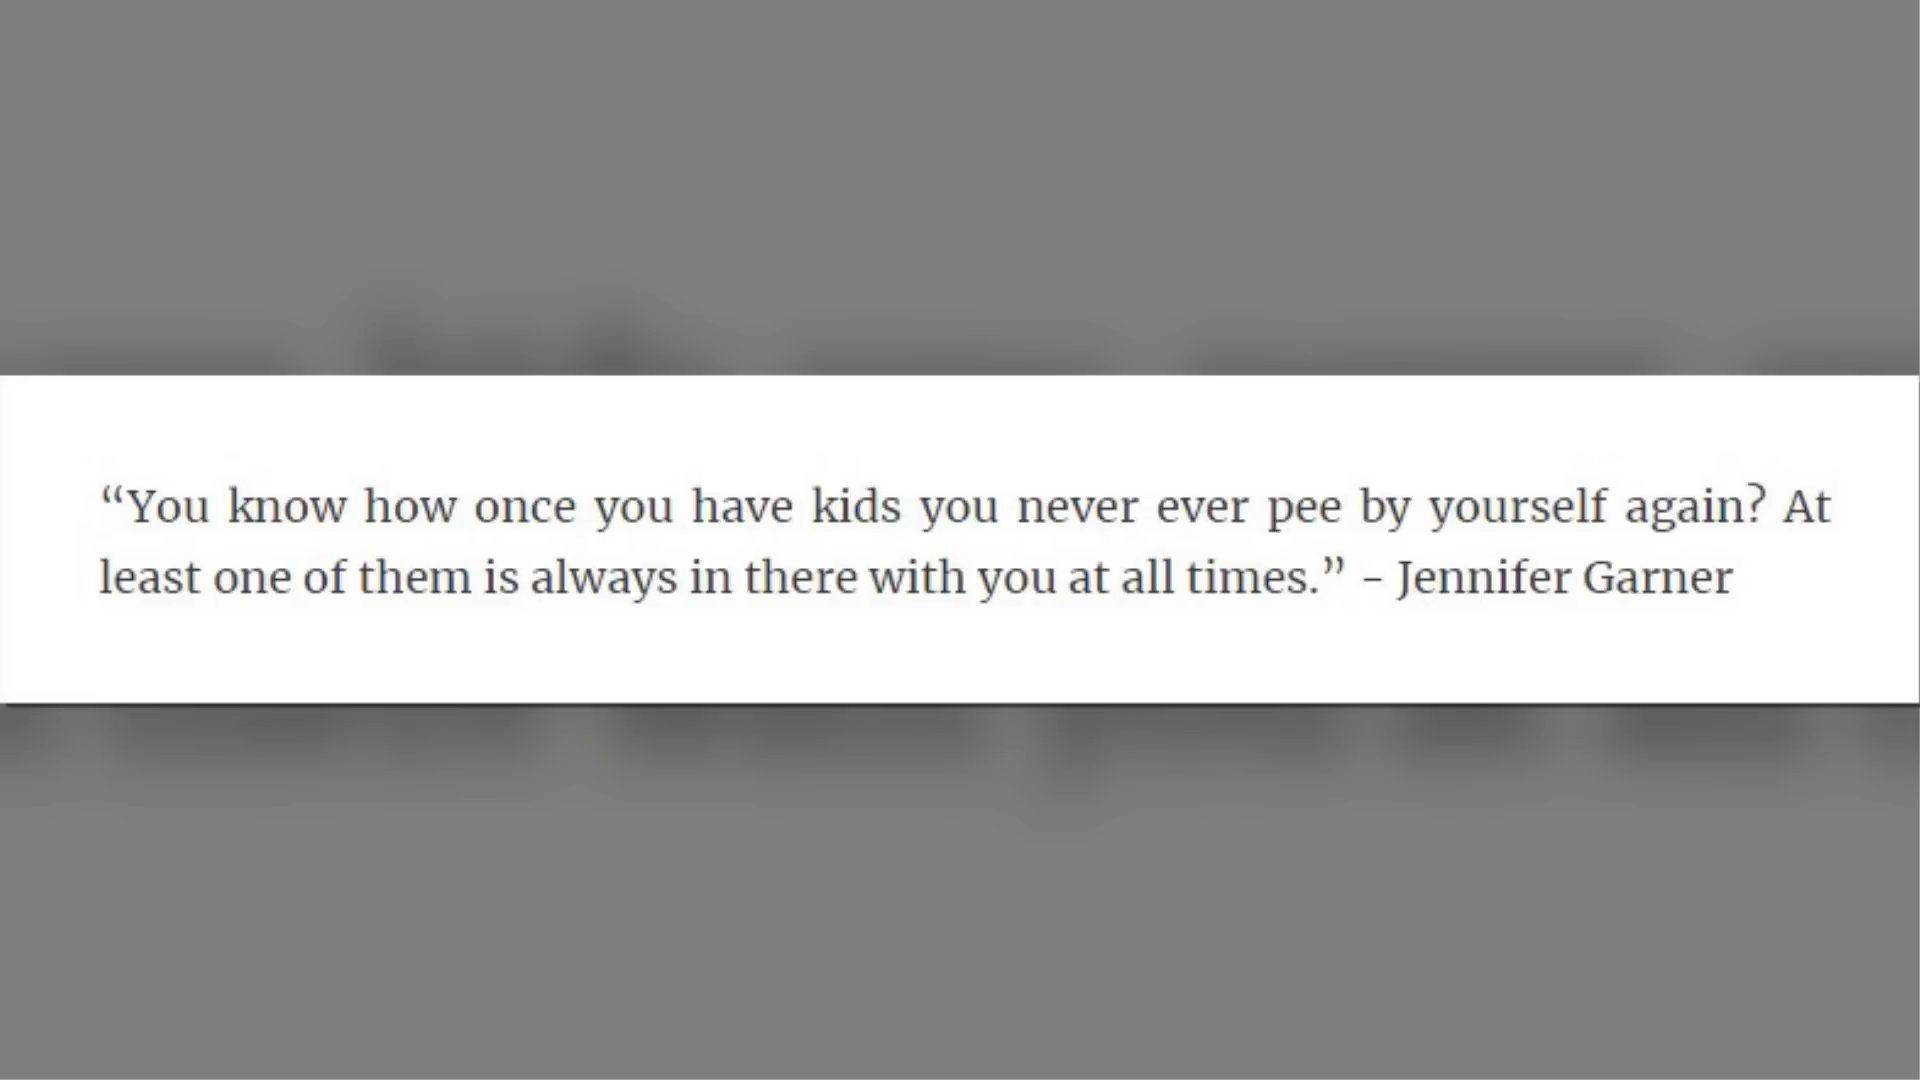 “You know how once you have kids you never ever pee by yourself again? At
least one of them is always in there with you at all times.” – Jennifer Garner